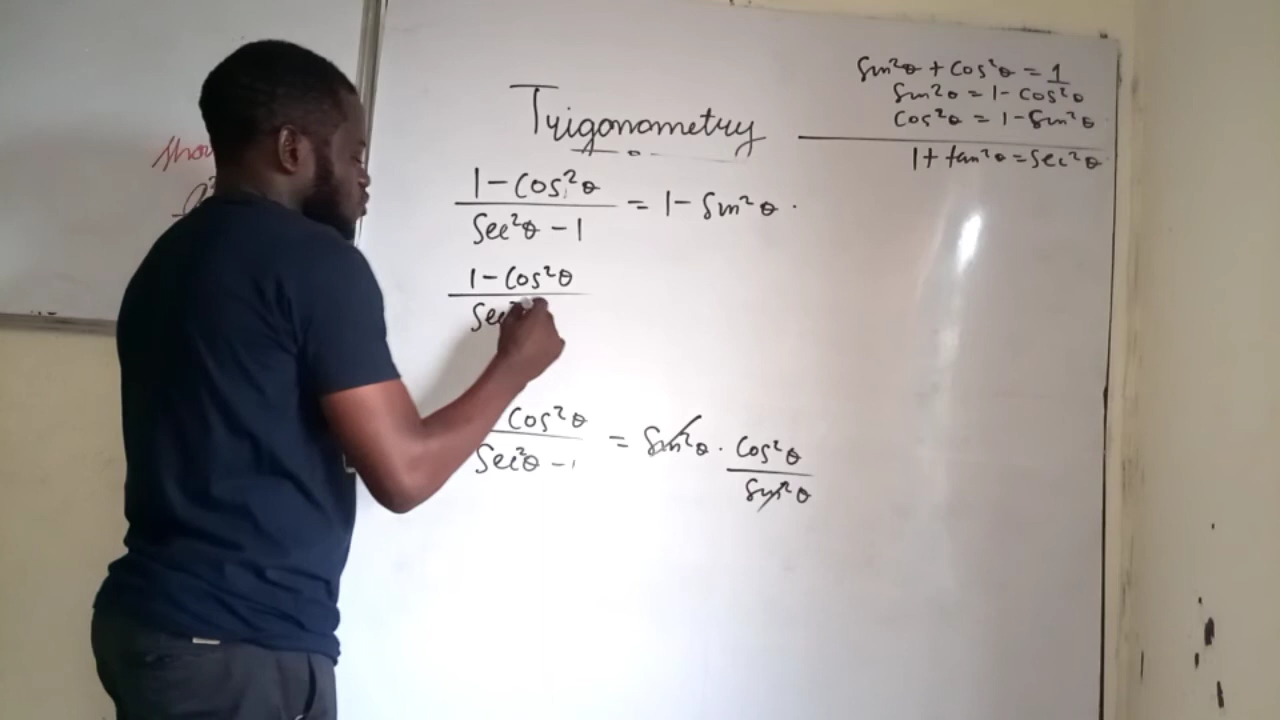 Sin²θ + Cos²θ = 1
Sin²θ = 1 - Cos²θ
Cos²θ = 1 - Sin²θ
1 + tan²θ = Sec²θ
Trigonometry
1 - Cos²θ
Sec²θ - 1
= 1 - Sin²θ.
1 - Cos²θ
Cos²θ
Sec²θ - 1
= Sin²θ . Cos²θ
Sin²θ